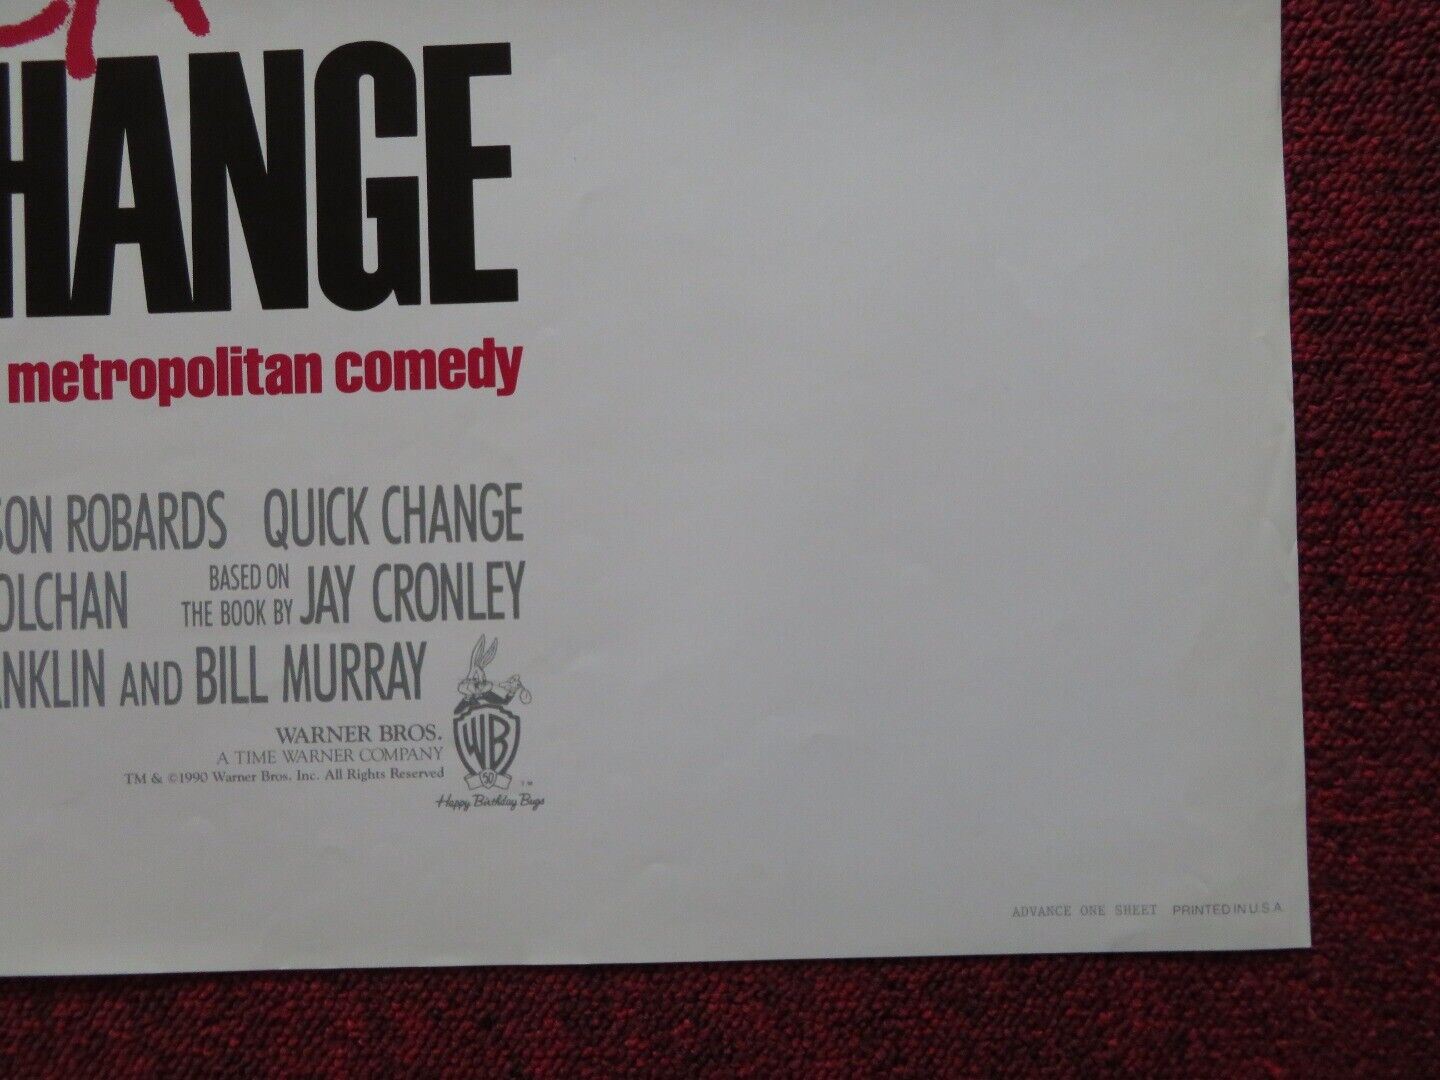 HANGE
metropolitan comedy
SON ROBARDS QUICK CHANGE
OLCHAN BASED ON THE BOOK BY JAY CRONLEY
NKLIN AND BILL MURRAY
WARNER BROS.
A TIME WARNER COMPANY
TM & ©1990 Warner Bros. Inc. All Rights Reserved
WB
50
TM
Happy Birthday Bugs
ADVANCE ONE SHEET PRINTED IN U.S.A.